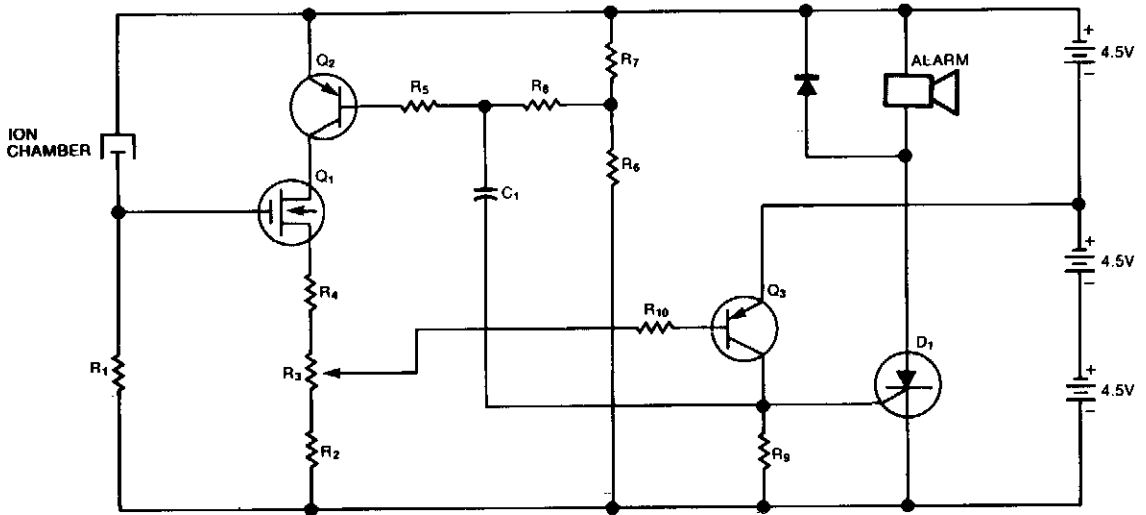 ION
CHAMBER
Q2
Q1
R1
R4
R3
R2
R5
R8
C1
R7
R6
R10
Q3
R9
ALARM
D1
+
4.5V
−
+
4.5V
−
+
4.5V
−